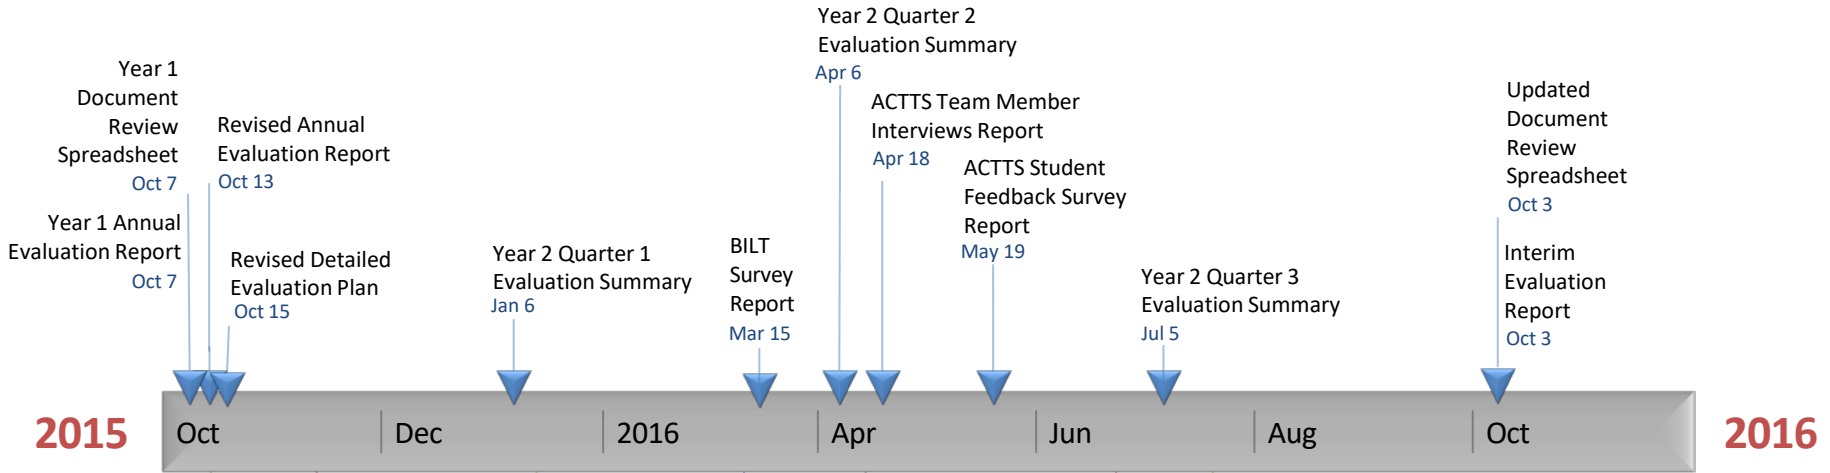 Year 1
Document
Review
Spreadsheet
Oct 7
Year 1 Annual
Evaluation Report
Oct 7
Revised Annual
Evaluation Report
Oct 13
Revised Detailed
Evaluation Plan
Oct 15
Year 2 Quarter 1
Evaluation Summary
Jan 6
BILT
Survey
Report
Mar 15
Year 2 Quarter 2
Evaluation Summary
Apr 6
ACTTS Team Member
Interviews Report
Apr 18
ACTTS Student
Feedback Survey
Report
May 19
Year 2 Quarter 3
Evaluation Summary
Jul 5
Updated
Document
Review
Spreadsheet
Oct 3
Interim
Evaluation
Report
Oct 3
2015
Oct
Dec
2016
Apr
Jun
Aug
Oct
2016